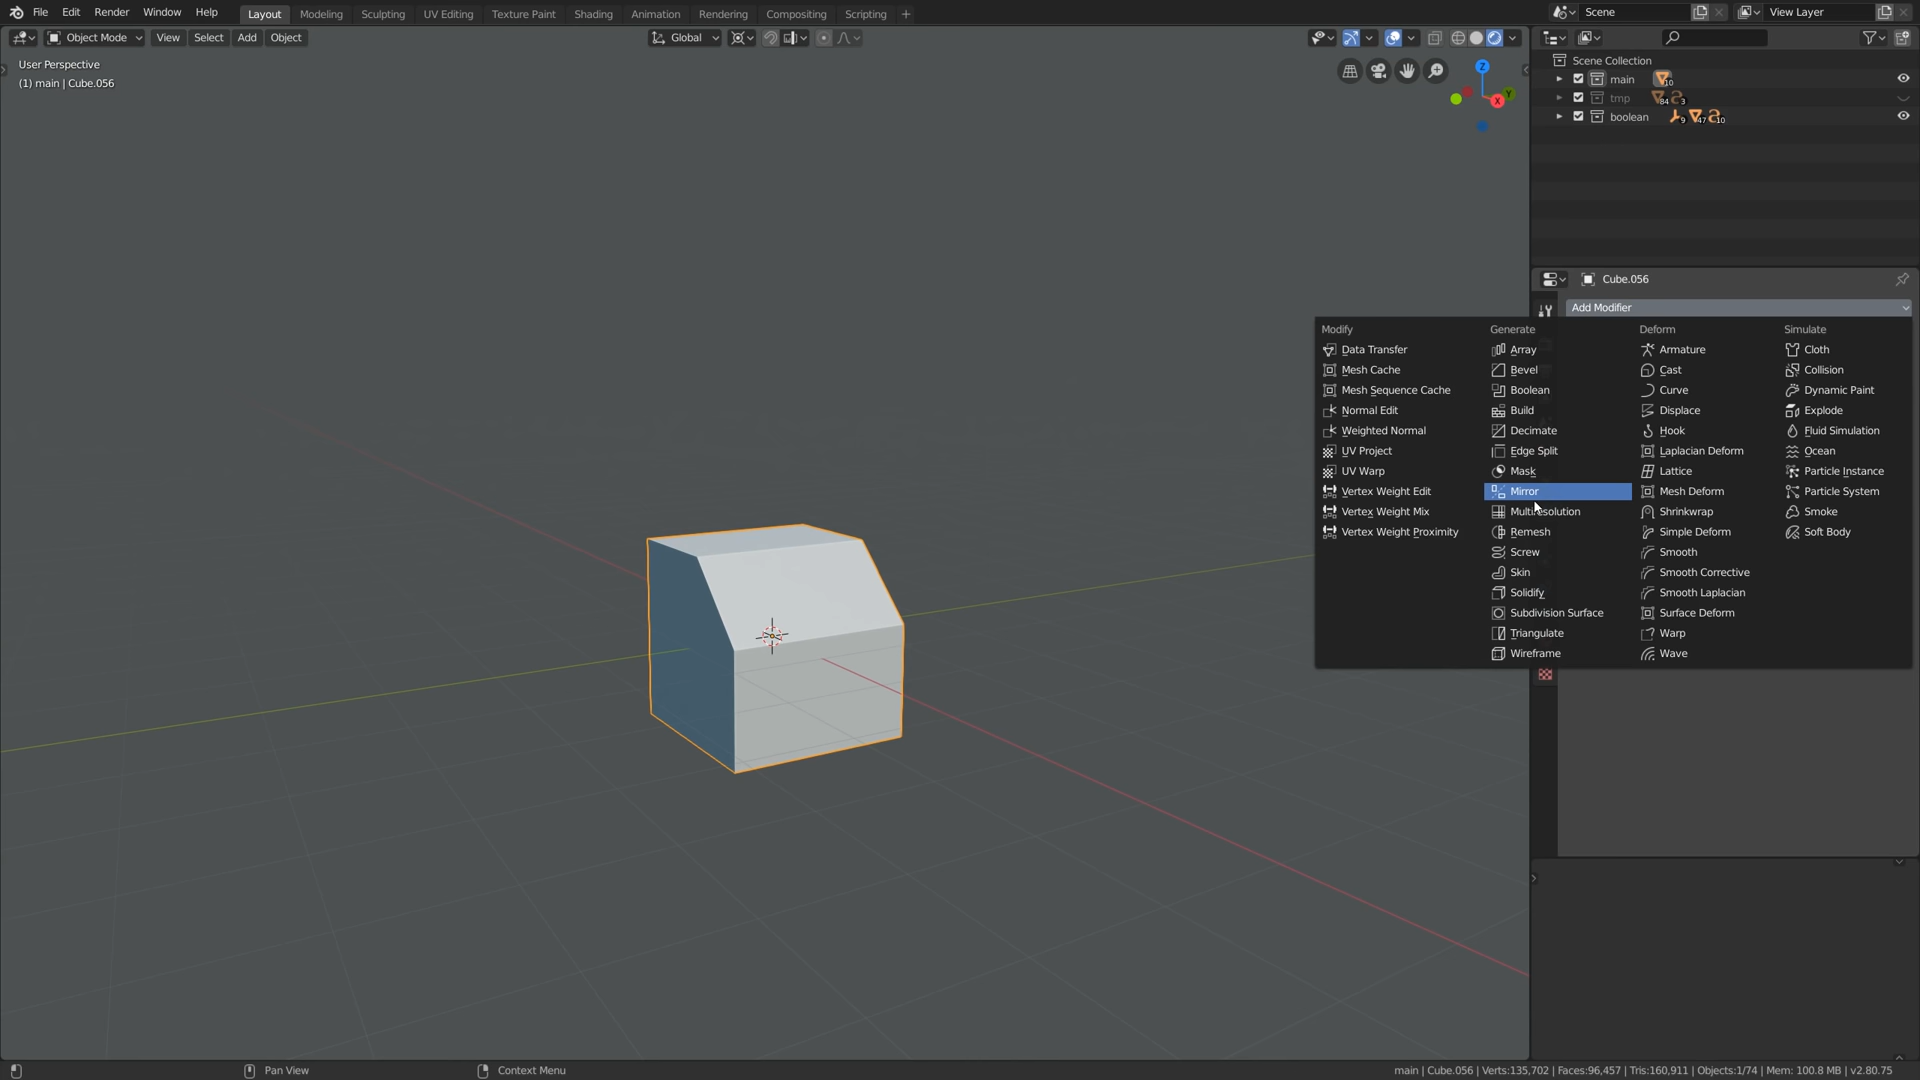 File Edit Render Window Help Layout Modeling Sculpting UV Editing Texture Paint Shading Animation Rendering Compositing Scripting + Scene View Layer
Object Mode View Select Add Object Global
User Perspective
(1) main | Cube.056
Z
Y
X
Scene Collection
main 10
tmp 84 3
boolean 9 47 10
Cube.056
Add Modifier
Modify Generate Deform Simulate
Data Transfer Array Armature Cloth
Mesh Cache Bevel Cast Collision
Mesh Sequence Cache Boolean Curve Dynamic Paint
Normal Edit Build Displace Explode
Weighted Normal Decimate Hook Fluid Simulation
UV Project Edge Split Laplacian Deform Ocean
UV Warp Mask Lattice Particle Instance
Vertex Weight Edit Mirror Mesh Deform Particle System
Vertex Weight Mix Multiresolution Shrinkwrap Smoke
Vertex Weight Proximity Remesh Simple Deform Soft Body
Screw Smooth
Skin Smooth Corrective
Solidify Smooth Laplacian
Subdivision Surface Surface Deform
Triangulate Warp
Wireframe Wave
Pan View Context Menu main | Cube.056 | Verts:135,702 | Faces:96,457 | Tris:160,911 | Objects:1/74 | Mem: 100.8 MB | v2.80.75